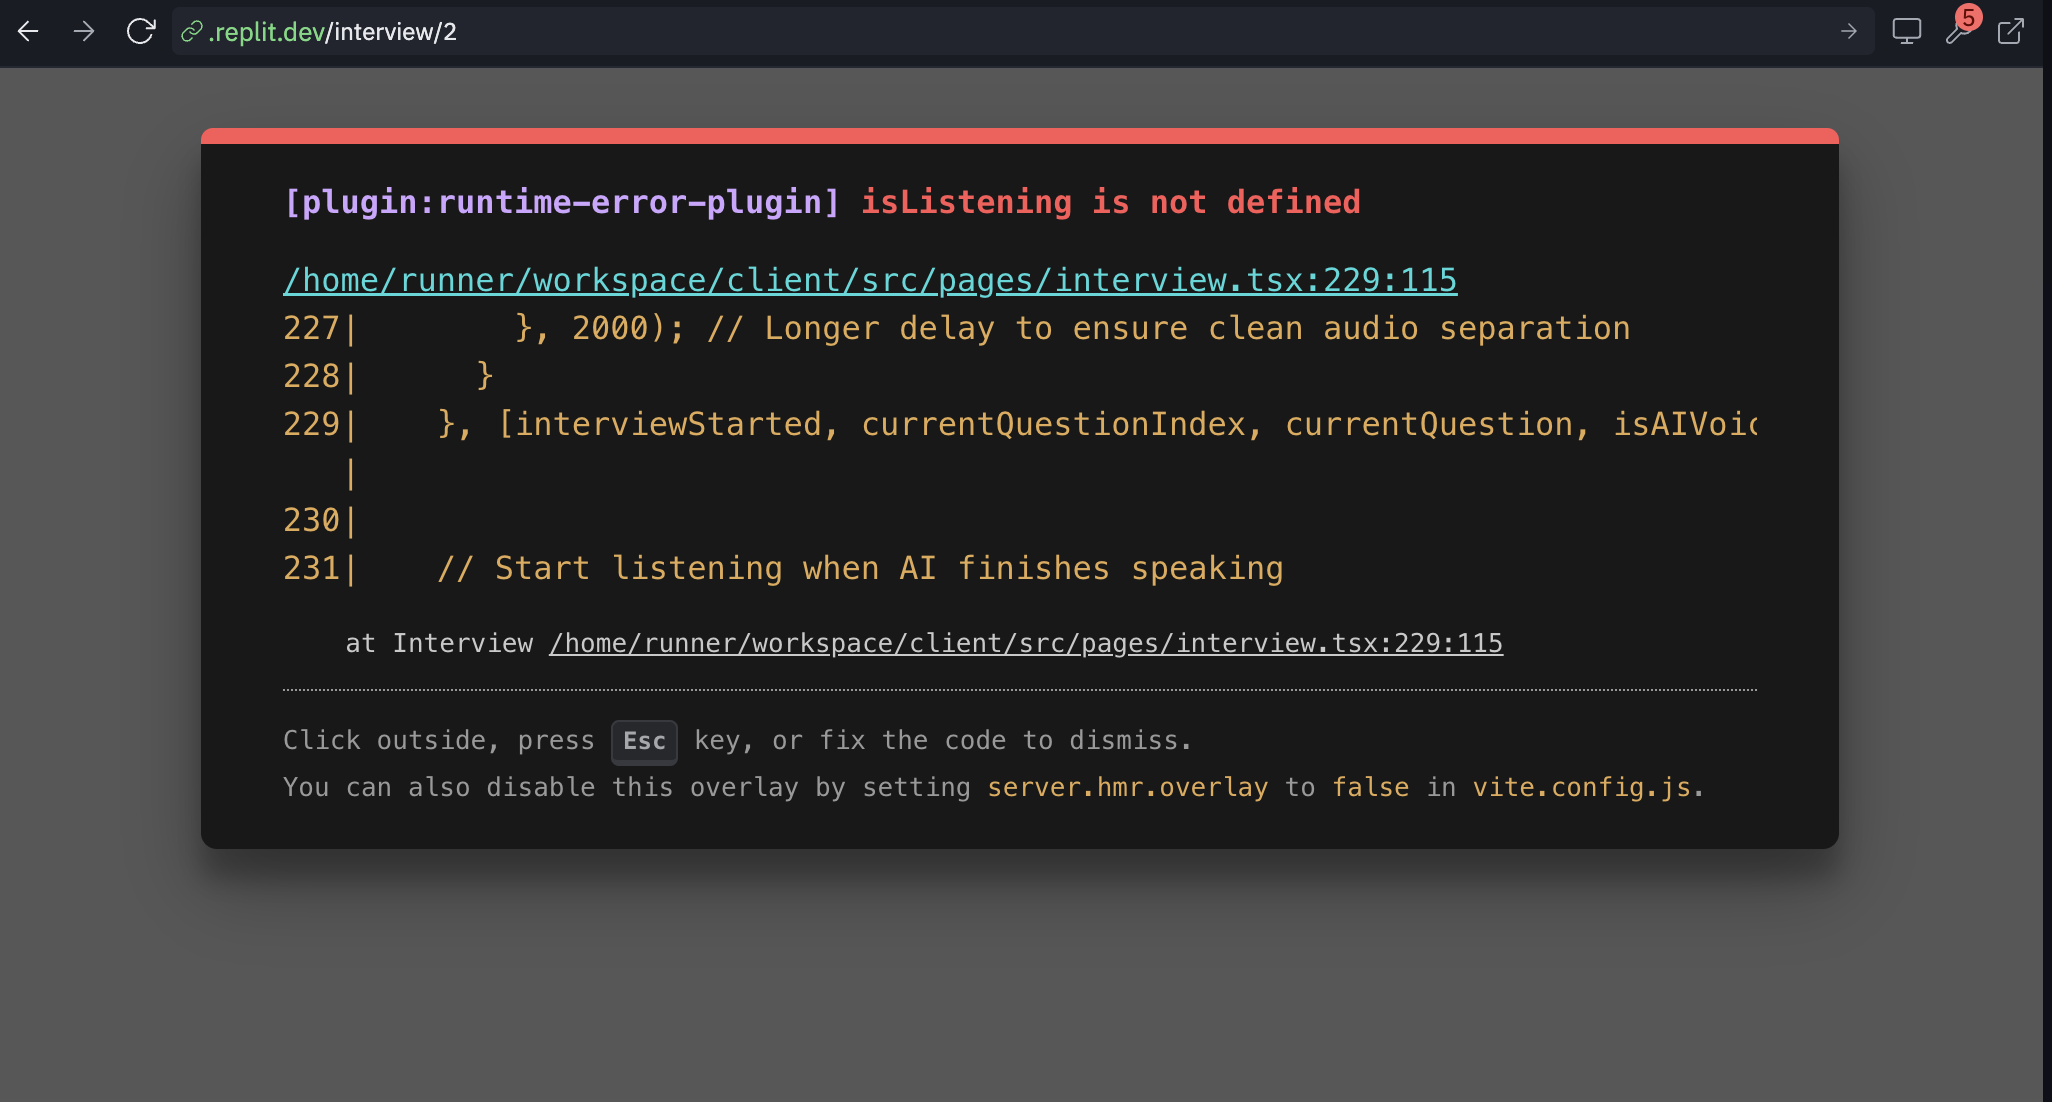 .replit.dev/interview/2
5
[plugin:runtime-error-plugin] isListening is not defined
/home/runner/workspace/client/src/pages/interview.tsx:229:115
227|        }, 2000); // Longer delay to ensure clean audio separation
228|      }
229|    }, [interviewStarted, currentQuestionIndex, currentQuestion, isAIVoic
|
230|
231|    // Start listening when AI finishes speaking
at Interview /home/runner/workspace/client/src/pages/interview.tsx:229:115
Click outside, press Esc key, or fix the code to dismiss.
You can also disable this overlay by setting server.hmr.overlay to false in vite.config.js.